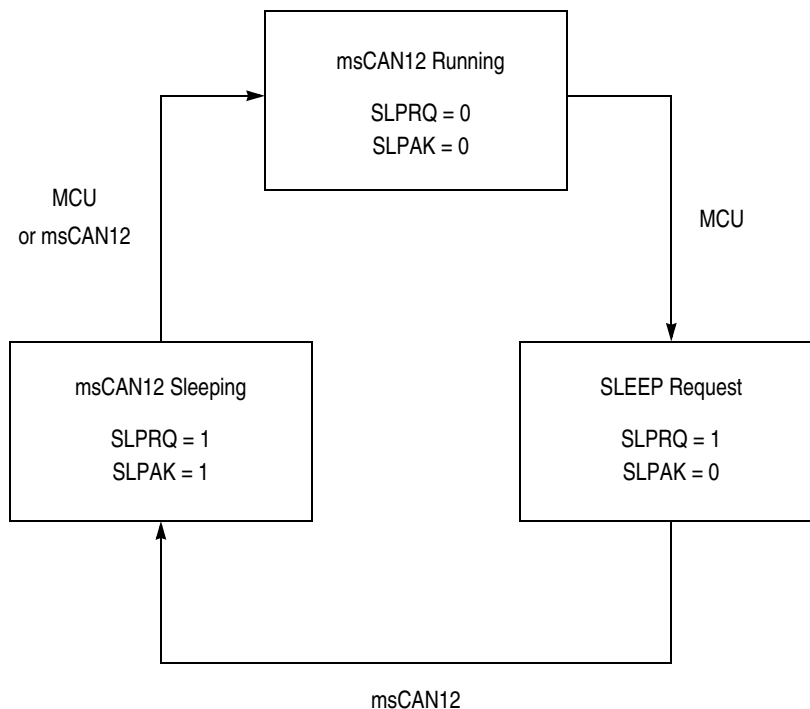 msCAN12 Running
SLPRQ = 0
SLPAK = 0
MCU
or msCAN12
MCU
msCAN12 Sleeping
SLPRQ = 1
SLPAK = 1
SLEEP Request
SLPRQ = 1
SLPAK = 0
msCAN12